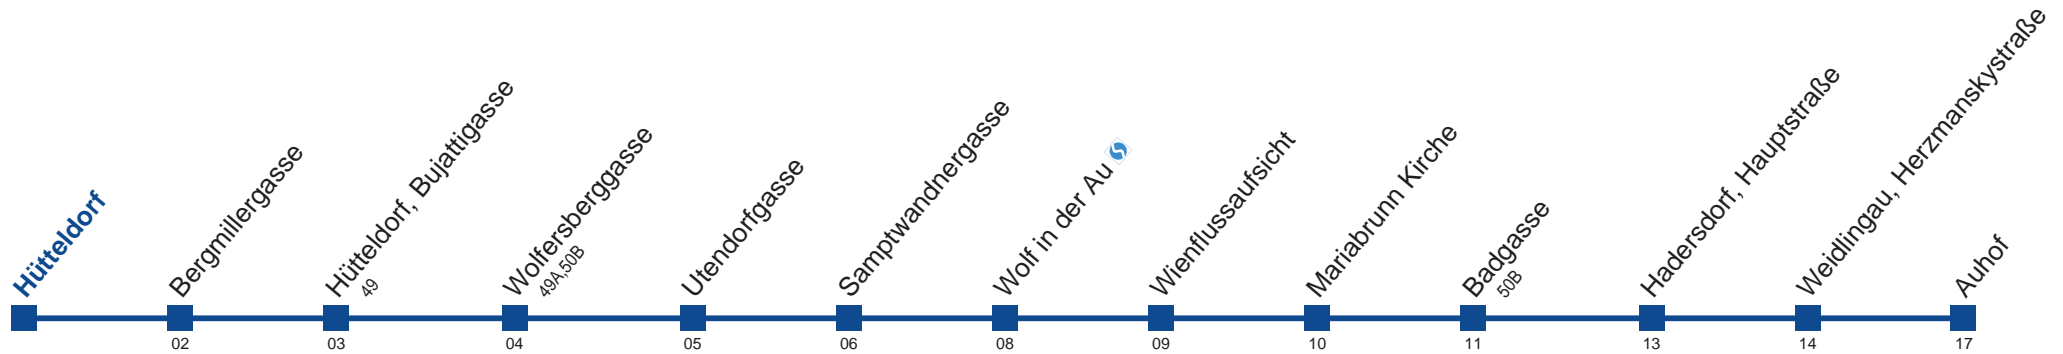 Hütteldorf
Bergmillergasse
Hütteldorf, Bujattigasse
49
Wolfersberggasse
49A,50B
Utendorfgasse
Samptwandnergasse
Wolf in der Au
Wienflussaufsicht
Mariabrunn Kirche
Badgasse
50B
Hadersdorf, Hauptstraße
Weidlingau, Herzmanskystraße
Auhof
02 03 04 05 06 08 09 10 11 13 14 17